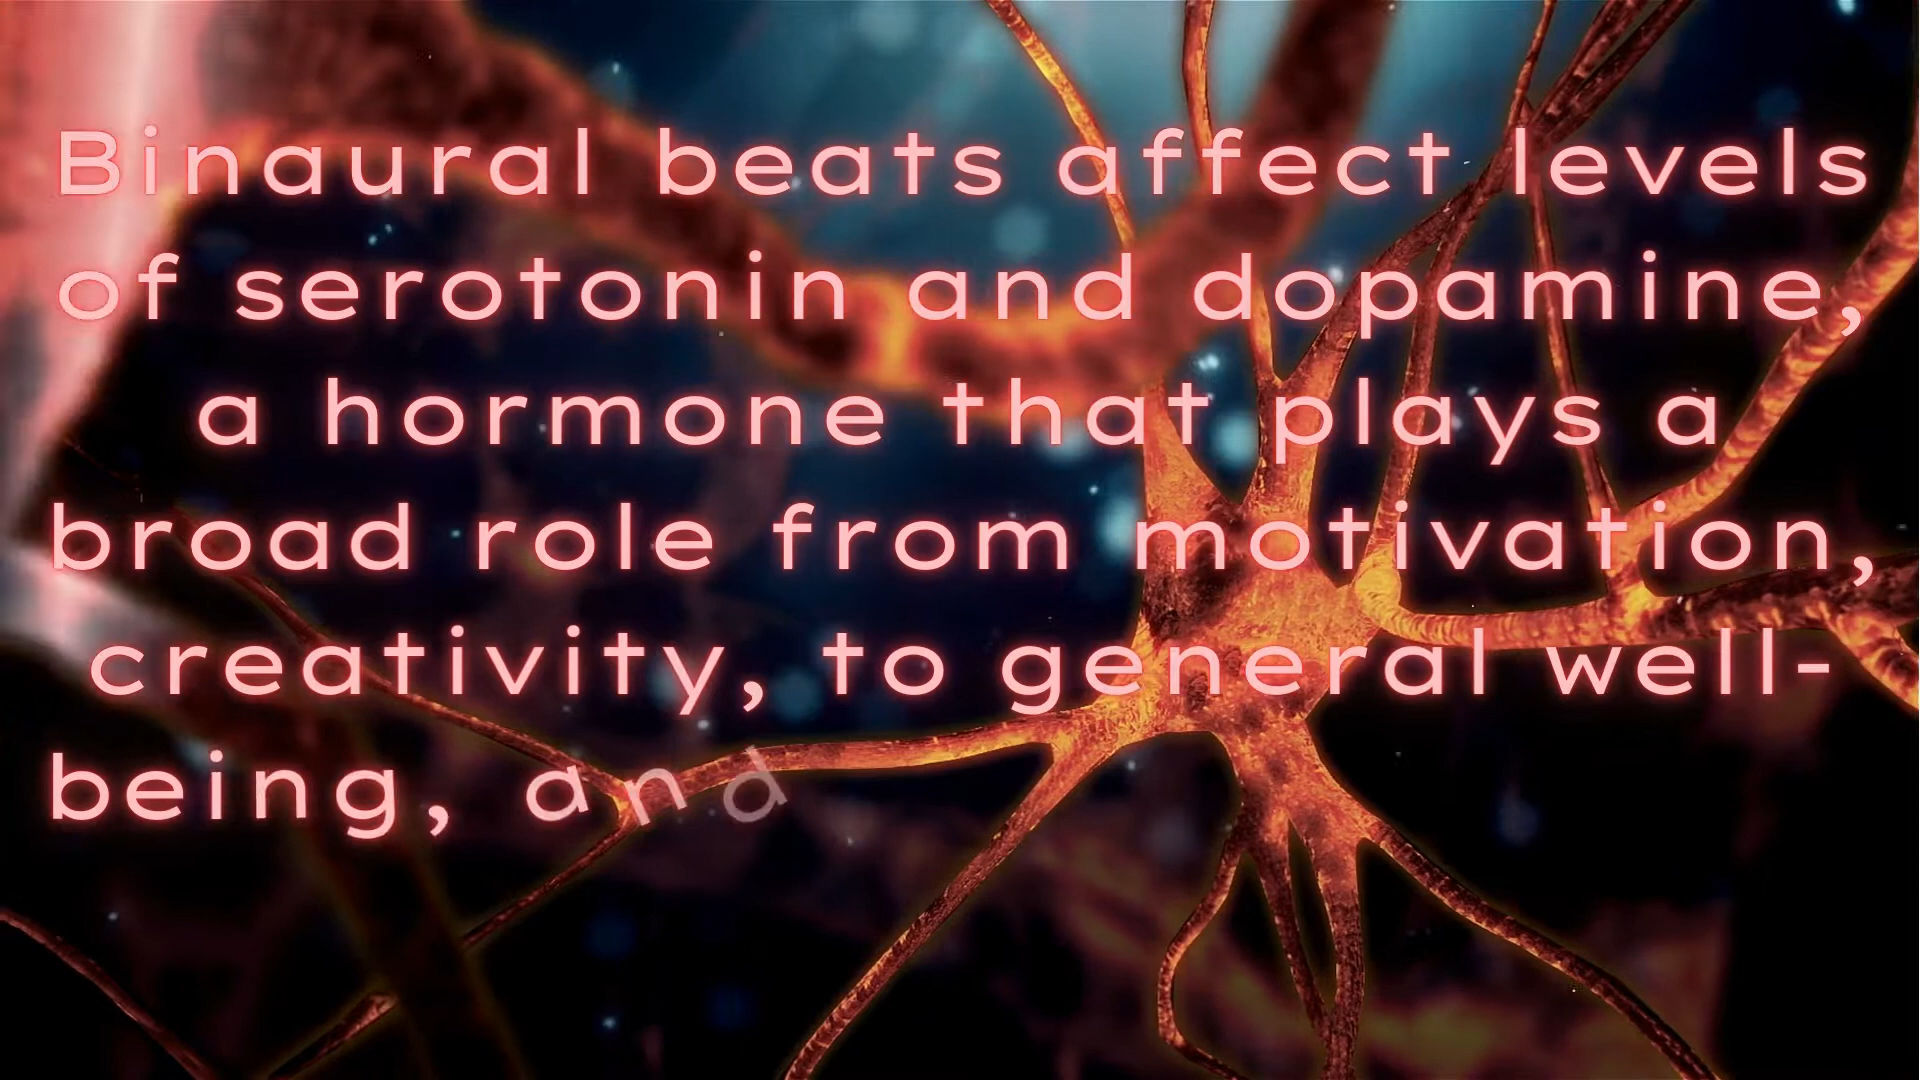 Binaural beats affect levels
of serotonin and dopamine,
a hormone that plays a
broad role from motivation,
creativity, to general well-
being, and